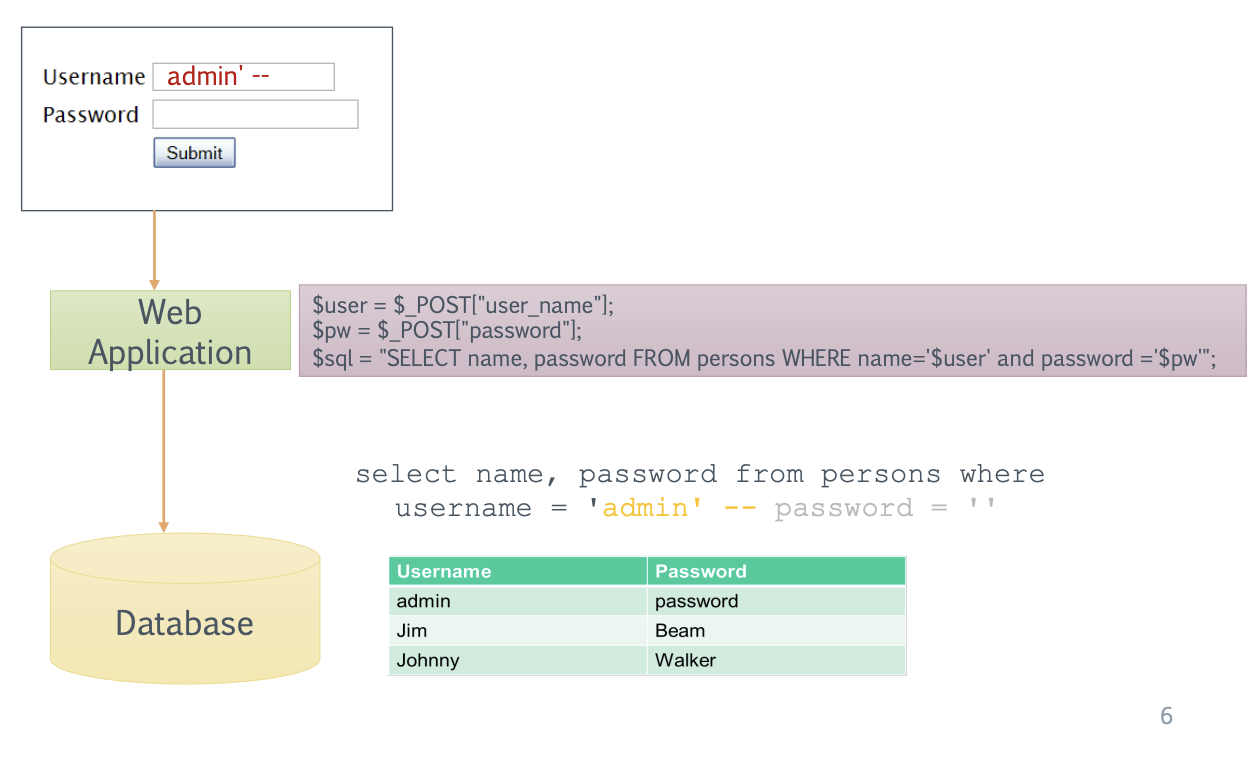 Username admin' --
Password
Submit
Web
Application
$user = $_POST["user_name"];
$pw = $_POST["password"];
$sql = "SELECT name, password FROM persons WHERE name='$user' and password ='$pw'";
select name, password from persons where
username = 'admin' -- password = ''
Database
Username Password
admin password
Jim Beam
Johnny Walker
6